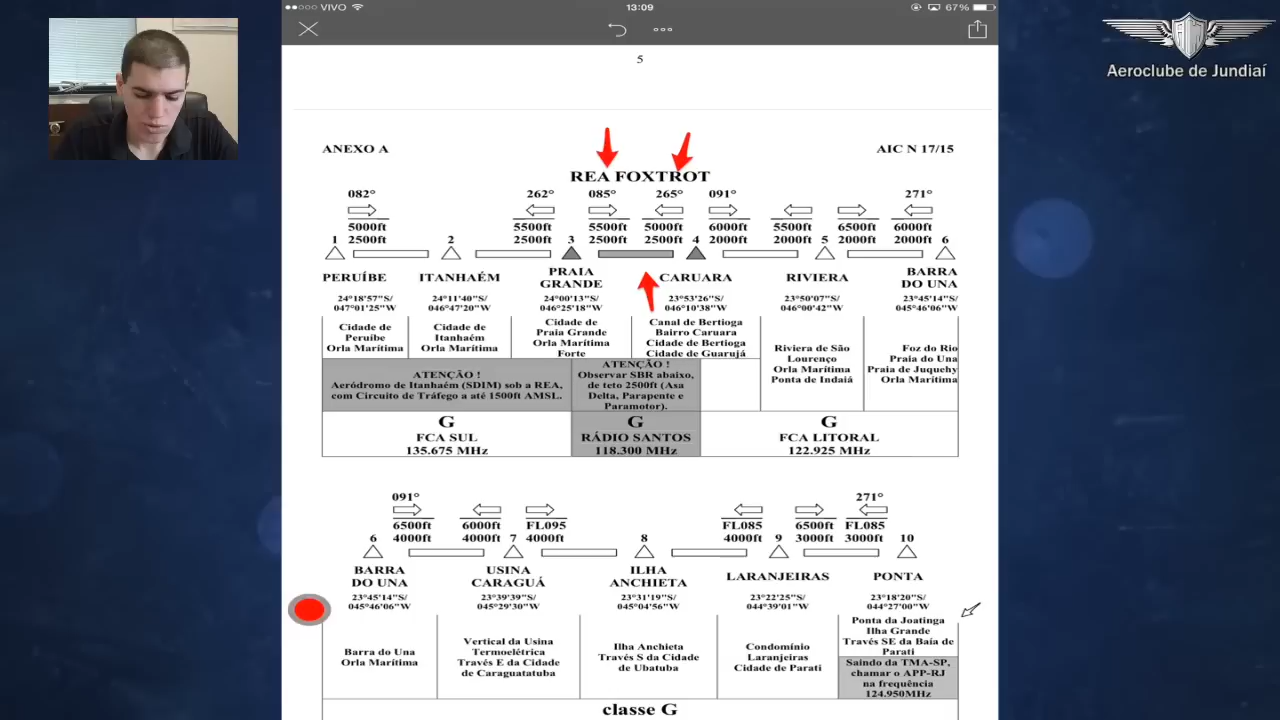 VIVO 13:09 67%
Aeroclube de Jundiaí
5
ANEXO A AIC N 17/15
REA FOXTROT
082° 262° 085° 265° 091° 271°
5000ft 5500ft 5500ft 5000ft 6000ft 5500ft 6500ft 6000ft
2500ft 2500ft 2500ft 2500ft 2000ft 2000ft 2000ft 2000ft
1 2 3 4 5 6
PERUÍBE ITANHAÉM PRAIA GRANDE CARUARA RIVIERA BARRA DO UNA
24°18'57"S/ 24°11'40"S/ 24°00'13"S/ 23°53'26"S/ 23°50'07"S/ 23°45'14"S/
047°01'25"W 046°47'20"W 046°25'18"W 046°10'38"W 046°00'42"W 045°46'06"W
Cidade de
Peruíbe
Orla Marítima
Cidade de
Itanhaém
Orla Marítima
Cidade de
Praia Grande
Orla Marítima
Forte
Canal de Bertioga
Bairro Caruara
Cidade de Bertioga
Cidade de Guarujá
Riviera de São
Lourenço
Orla Marítima
Ponta de Indaiá
Foz do Rio
Praia do Una
Praia de Juquehy
Orla Marítima
ATENÇÃO !
Aeródromo de Itanhaém (SDIM) sob a REA,
com Circuito de Tráfego a até 1500ft AMSL.
ATENÇÃO !
Observar SBR abaixo,
de teto 2500ft (Asa
Delta, Parapente e
Paramotor).
G
FCA SUL
135.675 MHz
G
RÁDIO SANTOS
118.300 MHz
G
FCA LITORAL
122.925 MHz
091° 271°
6500ft 6000ft FL095 FL085 6500ft FL085
4000ft 4000ft 4000ft 4000ft 3000ft 3000ft
6 7 8 9 10
BARRA DO UNA USINA CARAGUÁ ILHA ANCHIETA LARANJEIRAS PONTA
23°45'14"S/ 23°39'39"S/ 23°31'19"S/ 23°22'25"S/ 23°18'20"S/
045°46'06"W 045°29'30"W 045°04'56"W 044°39'01"W 044°27'00"W
Barra do Una
Orla Marítima
Vertical da Usina
Termoelétrica
Través E da Cidade
de Caraguatatuba
Ilha Anchieta
Través S da Cidade
de Ubatuba
Condomínio
Laranjeiras
Cidade de Parati
Ponta da Joatinga
Ilha Grande
Través SE da Baía de
Parati
Saindo da TMA-SP,
chamar o APP-RJ
na frequência
124.950MHz
classe G